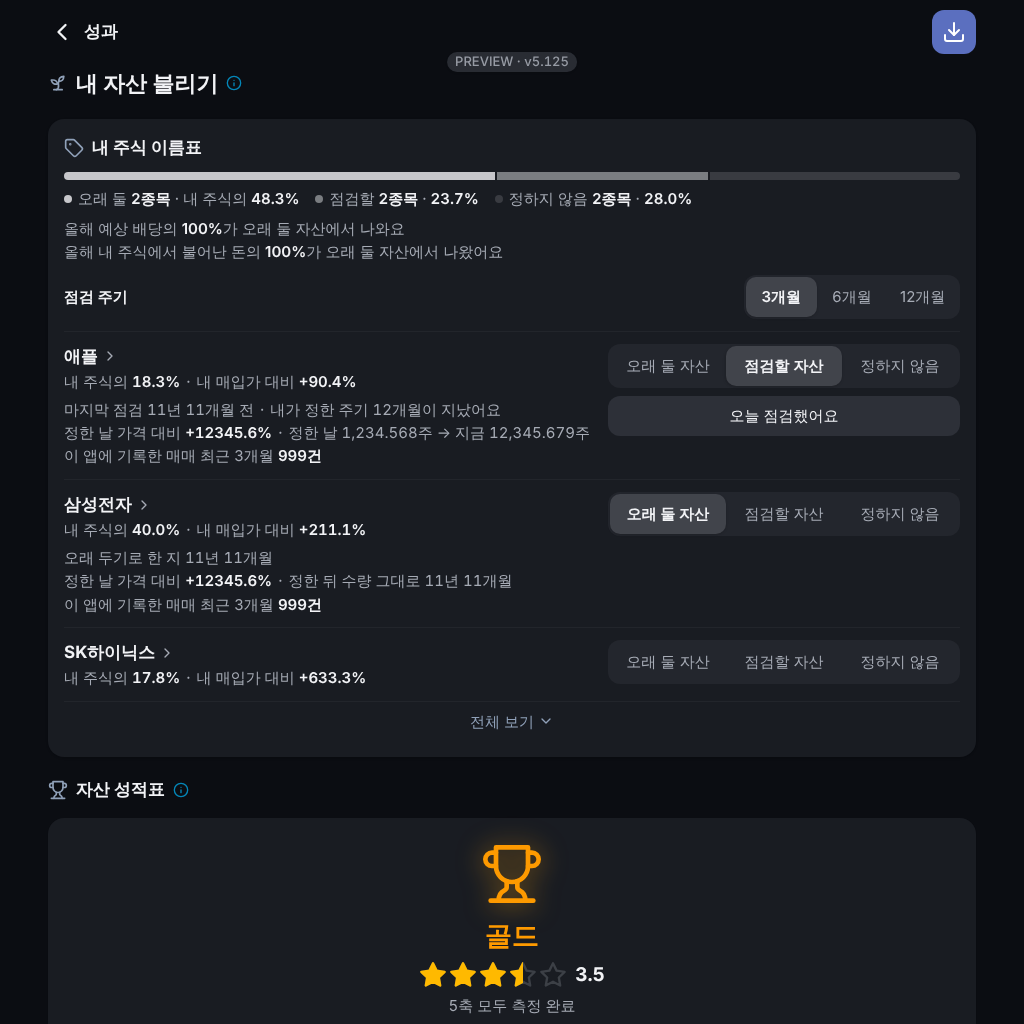 성과
PREVIEW · v5.125
내 자산 불리기
내 주식 이름표
오래 둘 2종목 · 내 주식의 48.3% 점검할 2종목 · 23.7% 정하지 않음 2종목 · 28.0%
올해 예상 배당의 100%가 오래 둘 자산에서 나와요
올해 내 주식에서 불어난 돈의 100%가 오래 둘 자산에서 나왔어요
점검 주기 3개월 6개월 12개월
애플
오래 둘 자산 점검할 자산 정하지 않음
내 주식의 18.3% · 내 매입가 대비 +90.4%
마지막 점검 11년 11개월 전 · 내가 정한 주기 12개월이 지났어요
오늘 점검했어요
정한 날 가격 대비 +12345.6% · 정한 날 1,234.568주 → 지금 12,345.679주
이 앱에 기록한 매매 최근 3개월 999건
삼성전자
오래 둘 자산 점검할 자산 정하지 않음
내 주식의 40.0% · 내 매입가 대비 +211.1%
오래 두기로 한 지 11년 11개월
정한 날 가격 대비 +12345.6% · 정한 뒤 수량 그대로 11년 11개월
이 앱에 기록한 매매 최근 3개월 999건
SK하이닉스
오래 둘 자산 점검할 자산 정하지 않음
내 주식의 17.8% · 내 매입가 대비 +633.3%
전체 보기
자산 성적표
골드
3.5
5축 모두 측정 완료